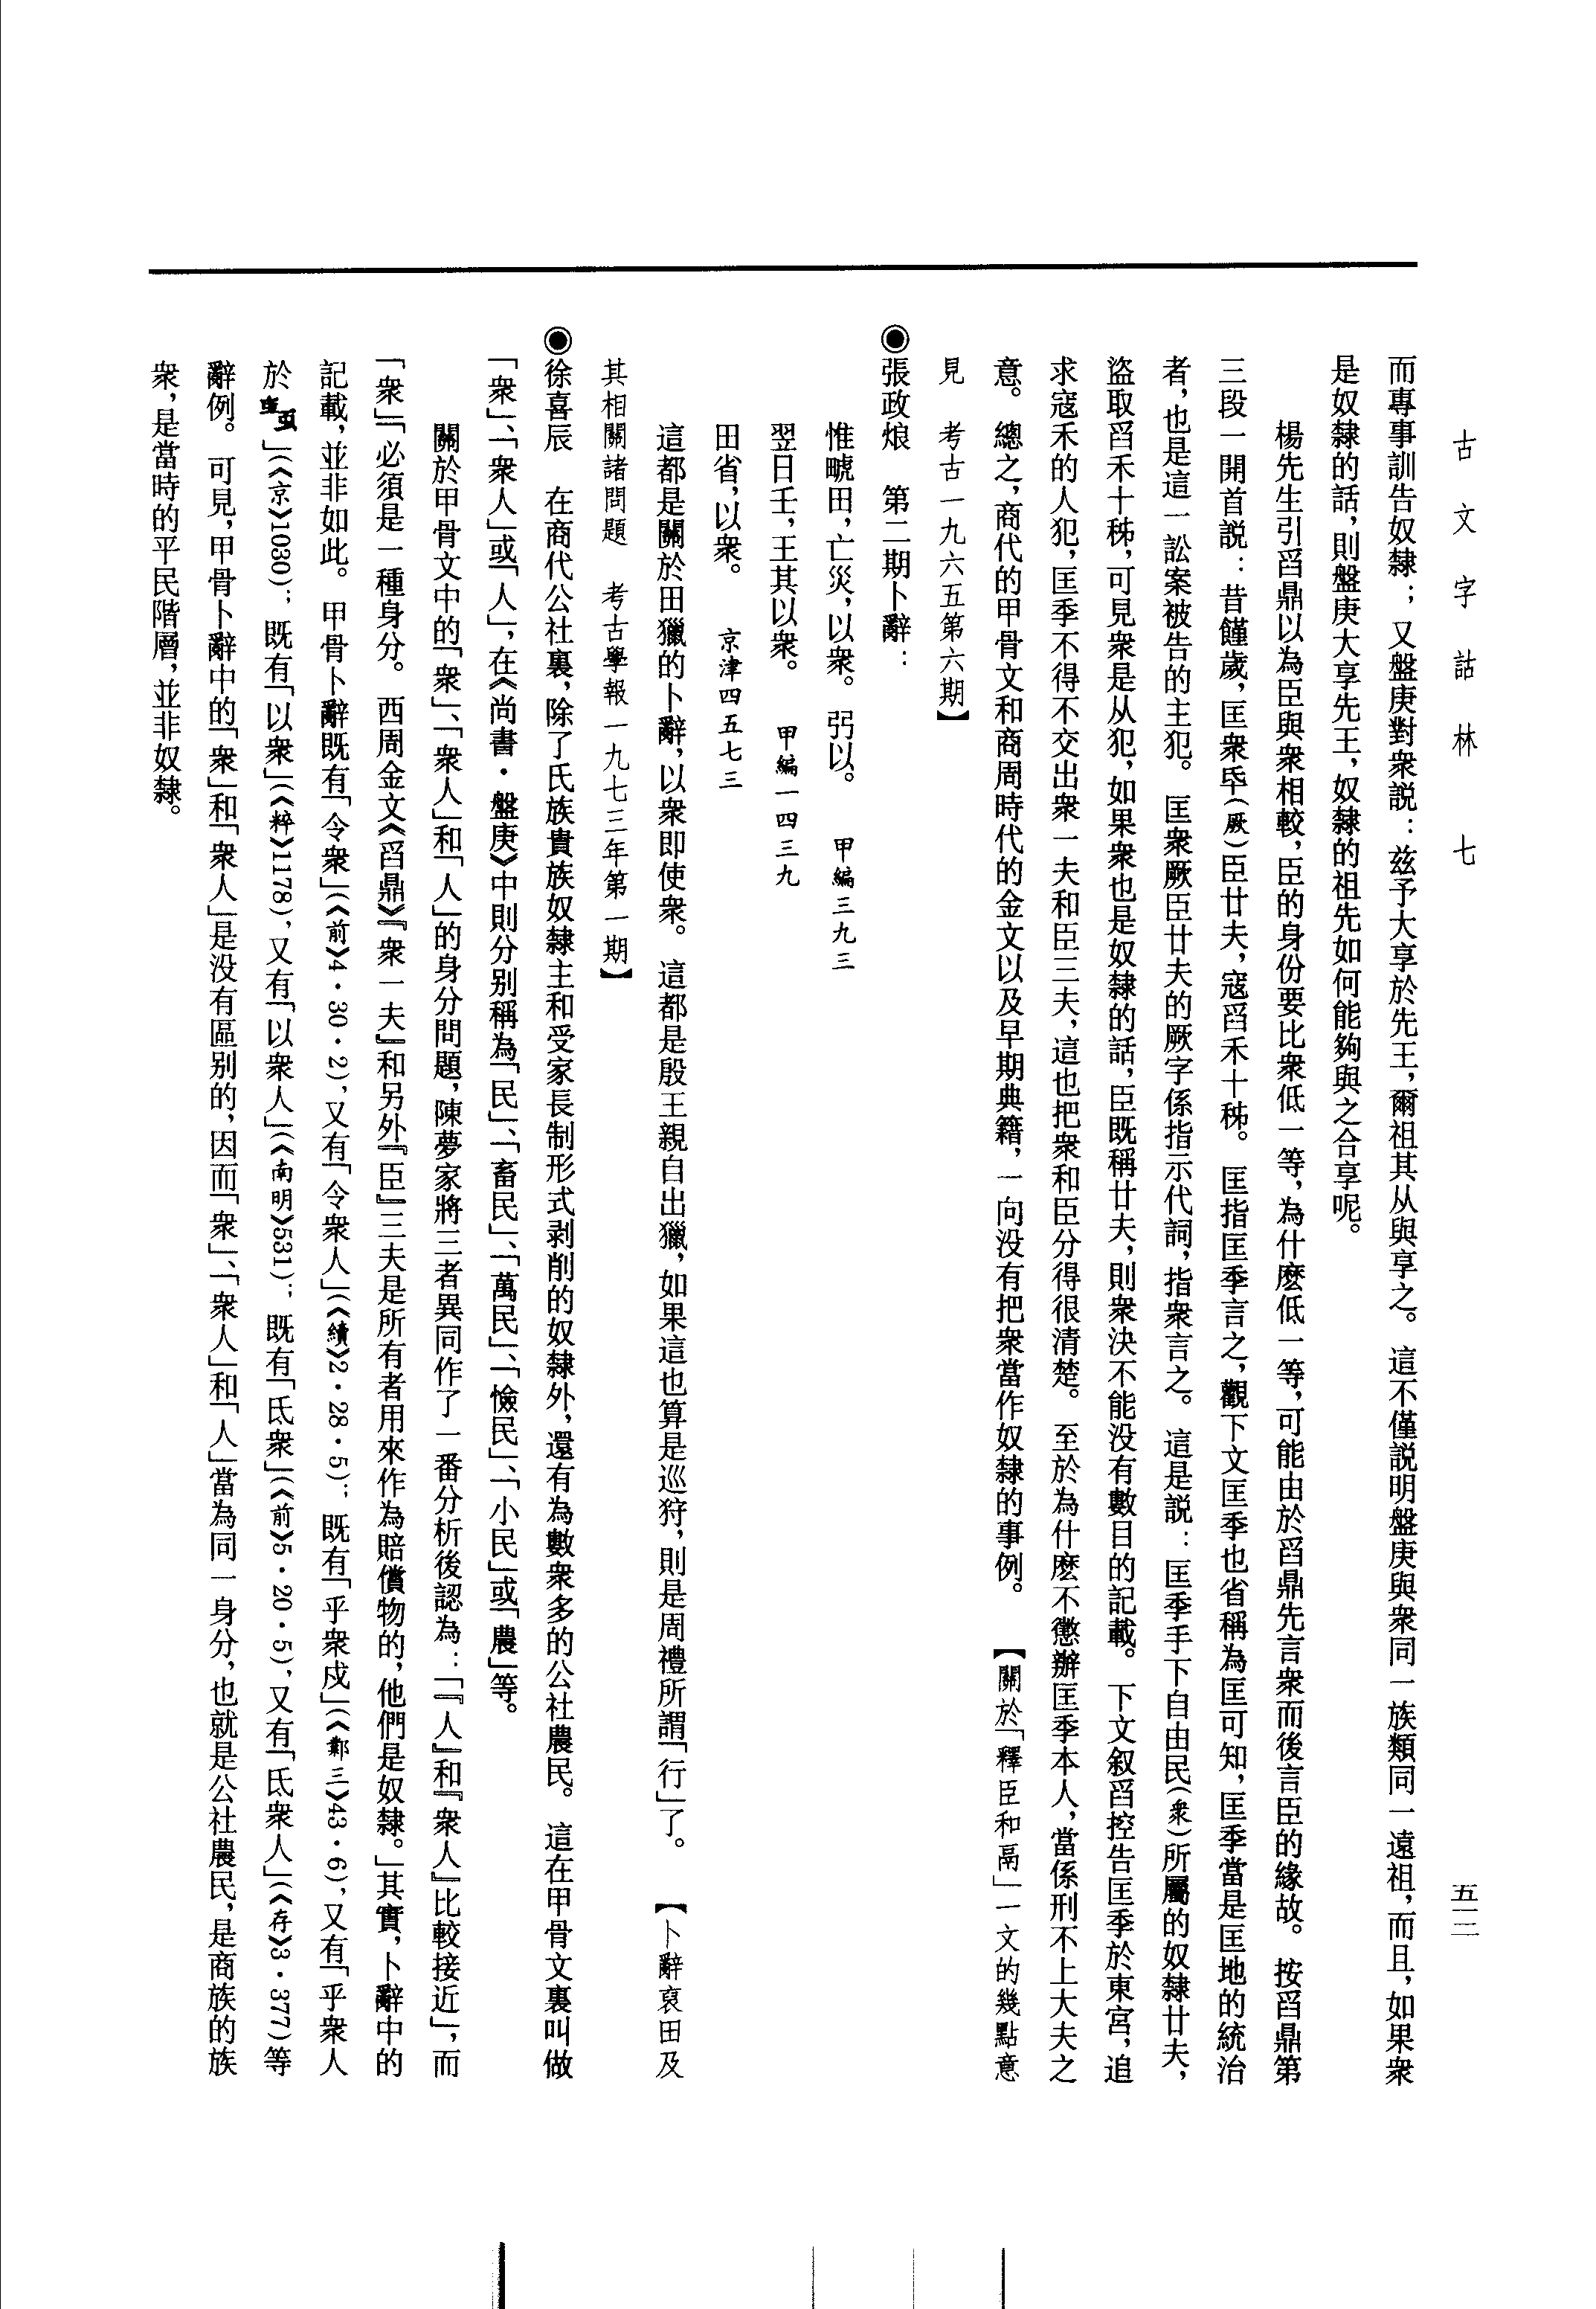 古文字詁林　七　五三二
而專事訓告奴隸；又盤庚對衆説：兹予大享於先王，爾祖其从與享之。這不僅説明盤庚與衆同一族類同一遠祖，而且，如果衆
是奴隸的話，則盤庚大享先王，奴隸的祖先如何能夠與之合享呢。
楊先生引舀鼎以為臣與衆相較，臣的身份要比衆低一等，為什麽低一等，可能由於舀鼎先言衆而後言臣的緣故。按舀鼎第
三段一開首説：昔饉歲，匡衆氒（厥）臣廿夫，寇舀禾十秭。匡指匡季言之，觀下文匡季也省稱為匡可知，匡季當是匡地的統治
者，也是這一訟案被告的主犯。匡衆厥臣廿夫的厥字係指示代詞，指衆言之。這是説：匡季手下自由民（衆）所屬的奴隸廿夫，
盜取舀禾十秭，可見衆是从犯，如果衆也是奴隸的話，臣既稱廿夫，則衆決不能没有數目的記載。下文叙舀控告匡季於東宮，追
求寇禾的人犯，匡季不得不交出衆一夫和臣三夫，這也把衆和臣分得很清楚。至於為什麽不懲辦匡季本人，當係刑不上大夫之
意。總之，商代的甲骨文和商周時代的金文以及早期典籍，一向没有把衆當作奴隸的事例。【關於「釋臣和鬲」一文的幾點意
見　考古一九六五第六期】
◉張政烺　第二期卜辭：
惟虓田，亡災，以衆。弜以。　甲編三九三
翌日壬，王其以衆。　甲編一四三九
田省，以衆。　京津四五七三
這都是關於田獵的卜辭，以衆即使衆。這都是殷王親自出獵，如果這也算是巡狩，則是周禮所謂「行」了。【卜辭裒田及
其相關諸問題　考古學報一九七三年第一期】
◉徐喜辰　在商代公社裏，除了氏族貴族奴隸主和受家長制形式剥削的奴隸外，還有為數衆多的公社農民。這在甲骨文裏叫做
「衆」、「衆人」或「人」，在《尚書·盤庚》中則分别稱為「民」、「畜民」、「萬民」、「憸民」、「小民」或「農」等。
關於甲骨文中的「衆」、「衆人」和「人」的身分問題，陳夢家將三者異同作了一番分析後認為：「『人』和『衆人』比較接近」，而
「衆」「必須是一種身分。西周金文《舀鼎》『衆一夫』和另外『臣』三夫是所有者用來作為賠償物的，他們是奴隸。」其實，卜辭中的
記載，並非如此。甲骨卜辭既有「令衆」（《前》4·30·2），又有「令衆人」（《續》2·28·5）；既有「乎衆戍」（《鄴三》43·6），又有「乎衆人
於」（《京》1030）；既有「以衆」（《粹》1178），又有「以衆人」（《南明》531）；既有「氐衆」（《前》5·20·5），又有「氐衆人」（《存》3·377）等
辭例。可見，甲骨卜辭中的「衆」和「衆人」是没有區别的，因而「衆」、「衆人」和「人」當為同一身分，也就是公社農民，是商族的族
衆，是當時的平民階層，並非奴隸。